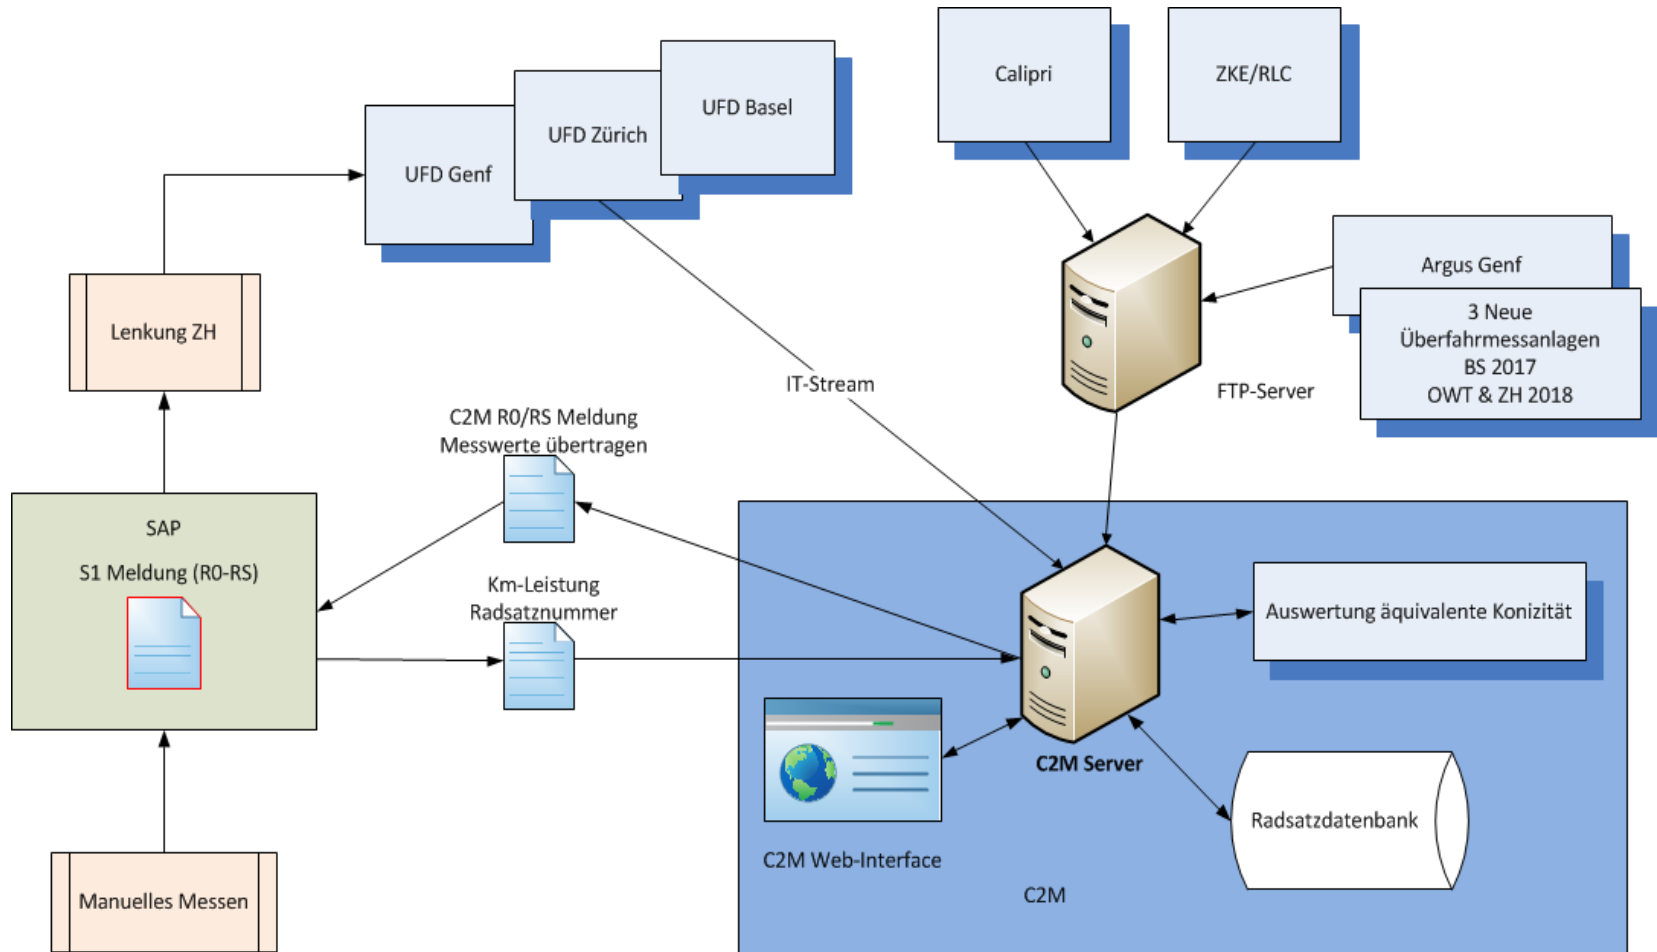 Calipri
ZKE/RLC
UFD Basel
UFD Zürich
UFD Genf
Argus Genf
3 Neue
Überfahrmessanlagen
BS 2017
OWT & ZH 2018
Lenkung ZH
FTP-Server
IT-Stream
C2M R0/RS Meldung
Messwerte übertragen
SAP
S1 Meldung (R0-RS)
Km-Leistung
Radsatznummer
Auswertung äquivalente Konizität
C2M Server
Radsatzdatenbank
C2M Web-Interface
C2M
Manuelles Messen